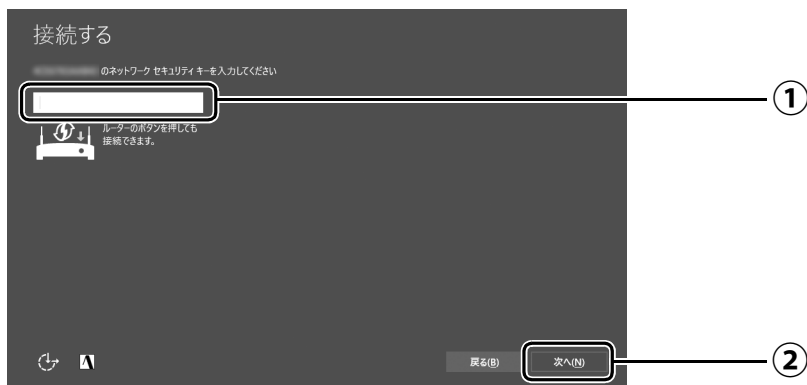 接続する
のネットワーク セキュリティ キーを入力してください
①
ルーターのボタンを押しても
接続できます。
戻る(B)
次へ(N)
②